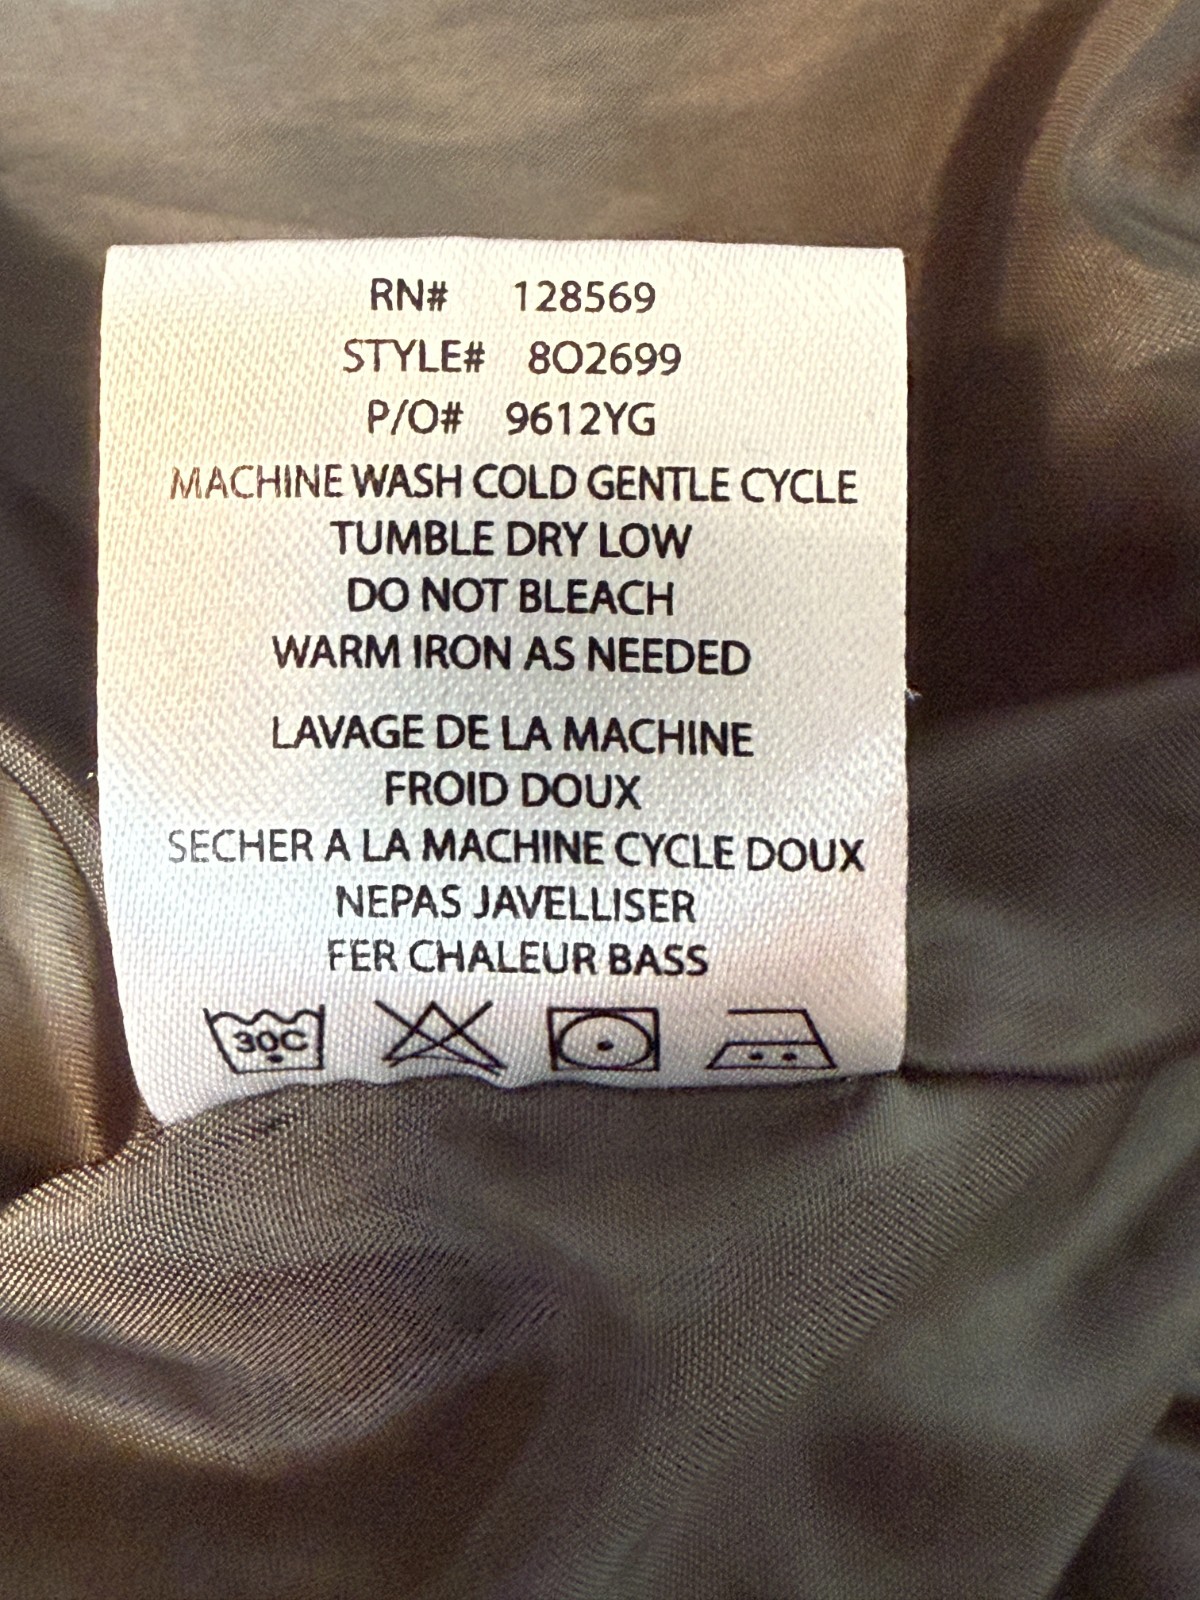 RN# 128569
STYLE# 8O2699
P/O# 9612YG
MACHINE WASH COLD GENTLE CYCLE
TUMBLE DRY LOW
DO NOT BLEACH
WARM IRON AS NEEDED
LAVAGE DE LA MACHINE
FROID DOUX
SECHER A LA MACHINE CYCLE DOUX
NEPAS JAVELLISER
FER CHALEUR BASS
30C